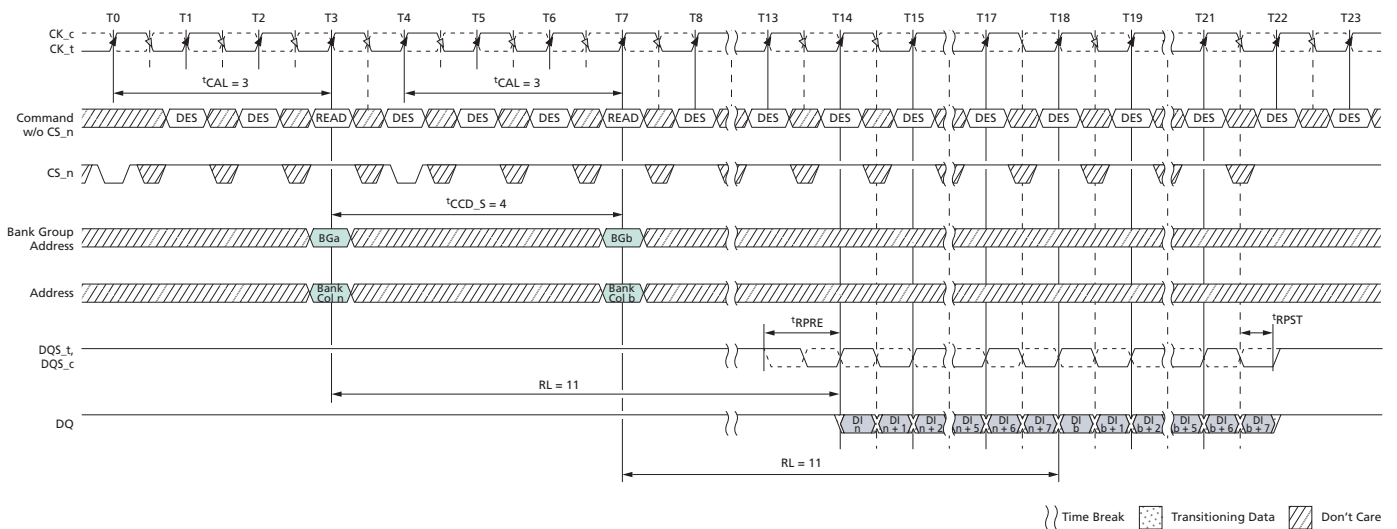 T0 T1 T2 T3 T4 T5 T6 T7 T8 T13 T14 T15 T17 T18 T19 T21 T22 T23
CK_c
CK_t
tCAL = 3 tCAL = 3
Command
w/o CS_n
DES DES READ DES DES DES READ DES DES DES DES DES DES DES DES DES DES
CS_n
tCCD_S = 4
Bank Group
Address
BGa BGb
Address
Bank
Col n
Bank
Col b
tRPRE tRPST
DQS_t,
DQS_c
RL = 11
DQ
DI
n
DI
n + 1
DI
n + 2
DI
n + 5
DI
n + 6
DI
n + 7
DI
b
DI
b + 1
DI
b + 2
DI
b + 5
DI
b + 6
DI
b + 7
RL = 11
Time Break Transitioning Data Don't Care